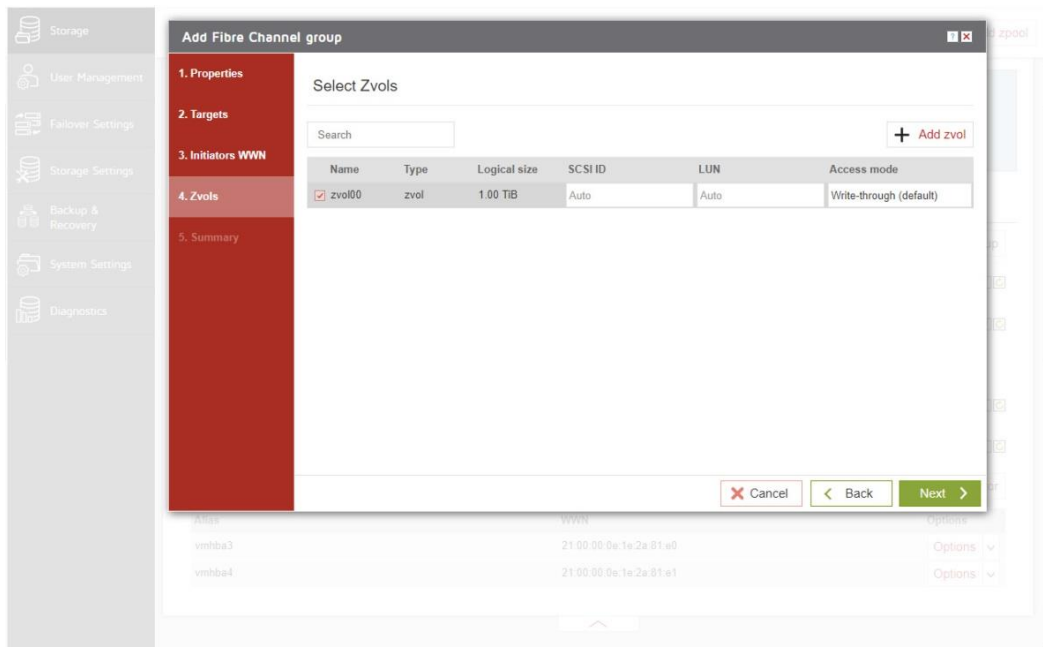 Storage
User Management
Failover Settings
Storage Settings
Backup &
Recovery
System Settings
Diagnostics
d zpool
Add Fibre Channel group
?
1. Properties
2. Targets
3. Initiators WWN
4. Zvols
5. Summary
Select Zvols
Search
Add zvol
Name Type Logical size SCSI ID LUN Access mode
zvol00 zvol 1.00 TiB Auto Auto Write-through (default)
Cancel Back Next
up
or
Alias WWN Options
vmhba3 21:00:00:0e:1e:2a:81:e0 Options
vmhba4 21:00:00:0e:1e:2a:81:e1 Options